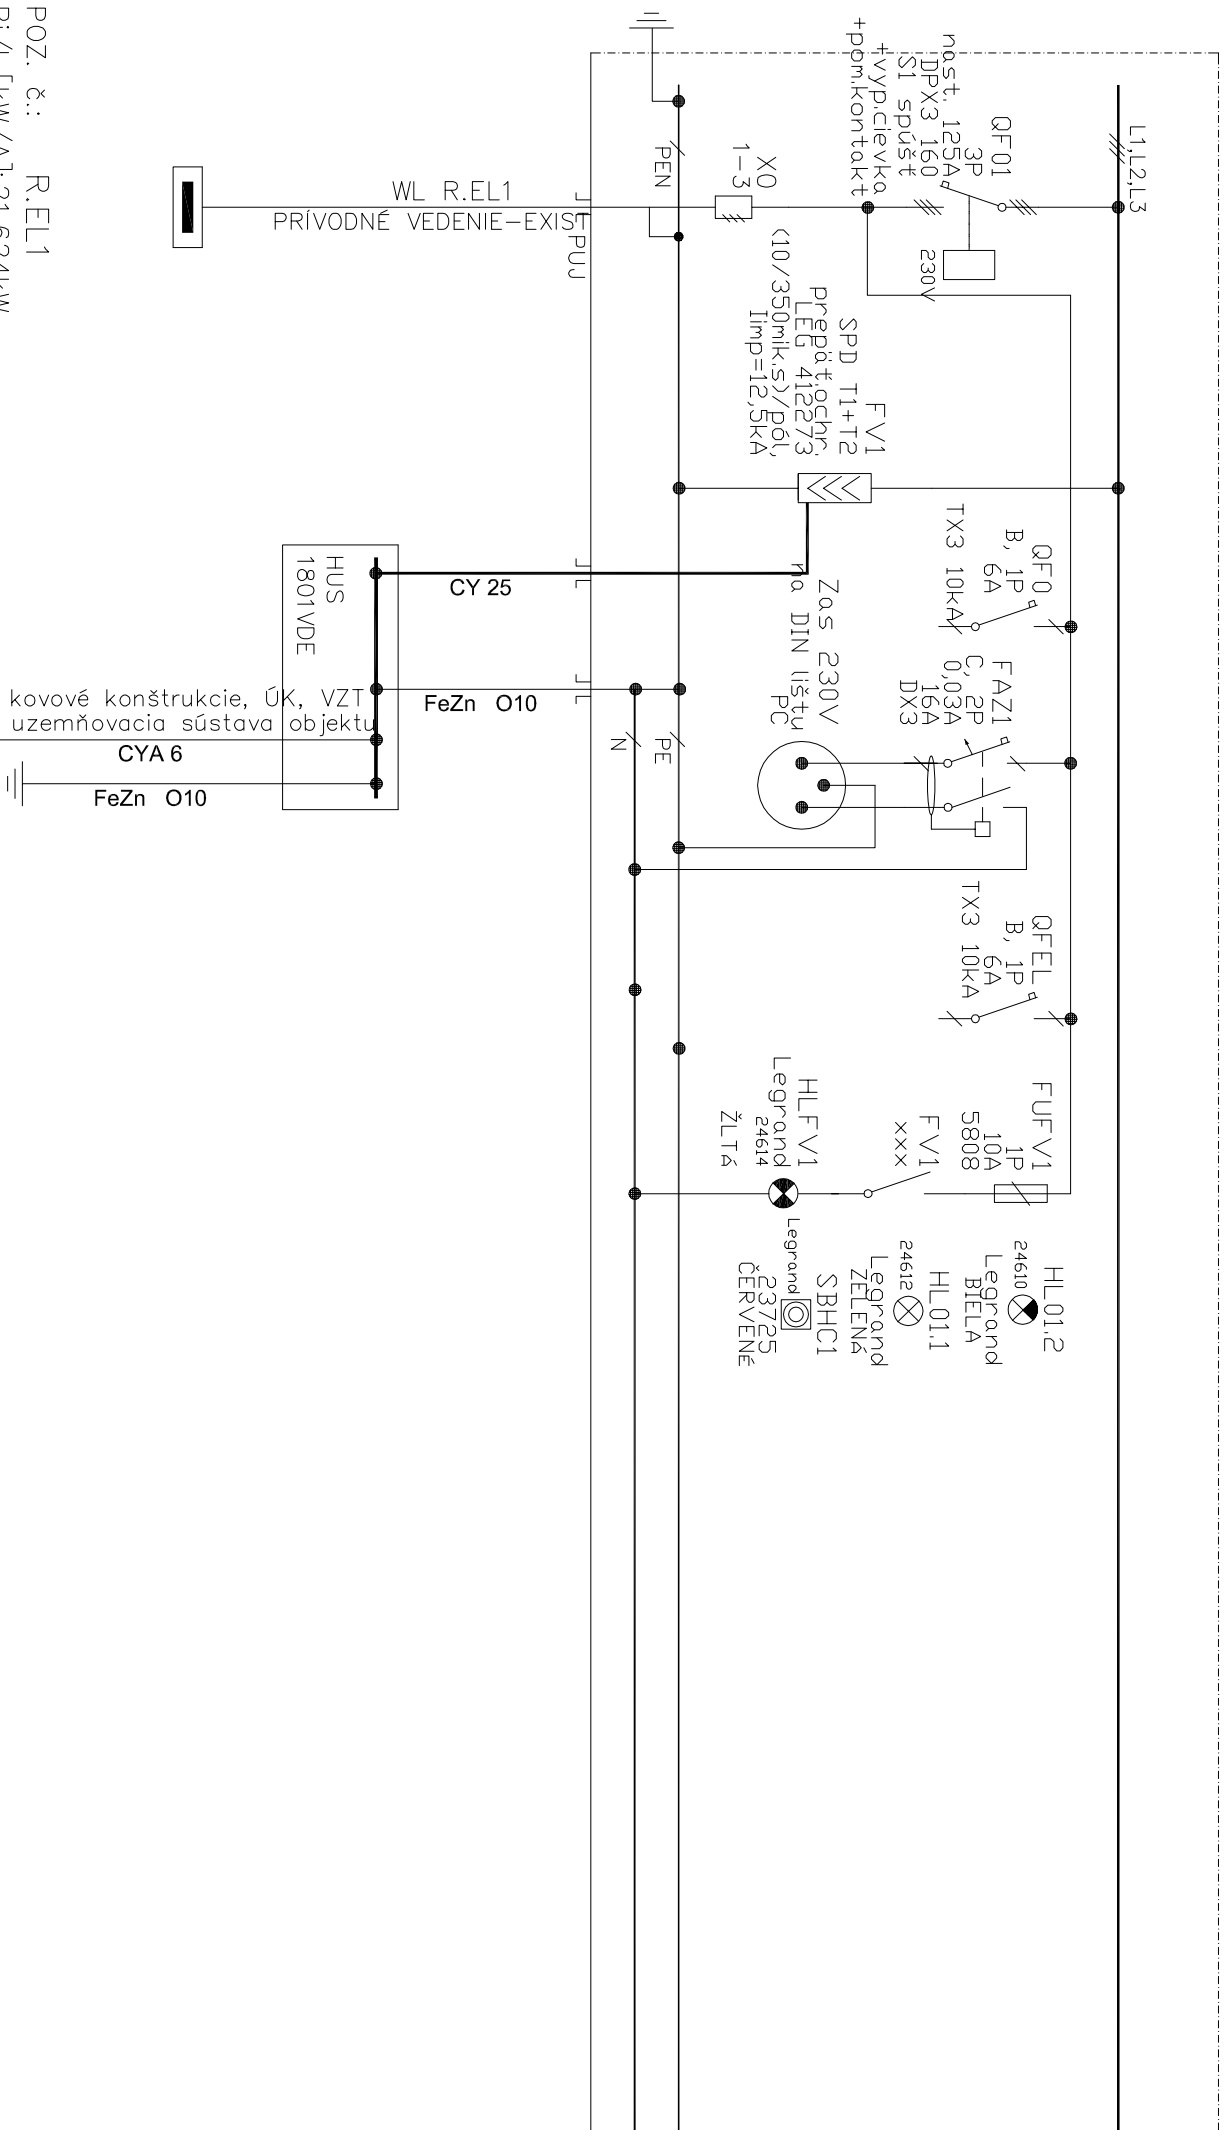 L1,L2,L3
QF01
3P
nast. 125A
DPX3 160
S1 spúšť
+vyp.cievka
+pom.kontakt
230V
X0
1-3
PEN
WL R.EL1
PRÍVODNÉ VEDENIE-EXIST
PUJ
FV1
SPD T1+T2
prepäť.ochr.
LEG 412273
(10/350mik.s)/pól,
Iimp=12,5kA
QF0
B, 1P
6A
TX3 10kA
FAZ1
C, 2P
0,03A
16A
DX3
Zas 230V
na DIN lištu
PC
PE
N
CY 25
FeZn O10
HUS
1801VDE
kovové konštrukcie, ÚK, VZT
uzemňovacia sústava objektu
CYA 6
FeZn O10
QFEL
B, 1P
6A
TX3 10kA
FUFV1
1P
10A
5808
FV1
xxx
HLFV1
Legrand
24614
ŽLTÁ
HL01.2
24610
Legrand
BIELA
HL01.1
24612
Legrand
ZELENÁ
SBHC1
Legrand
23725
ČERVENÉ
POZ. č.: R.EL1